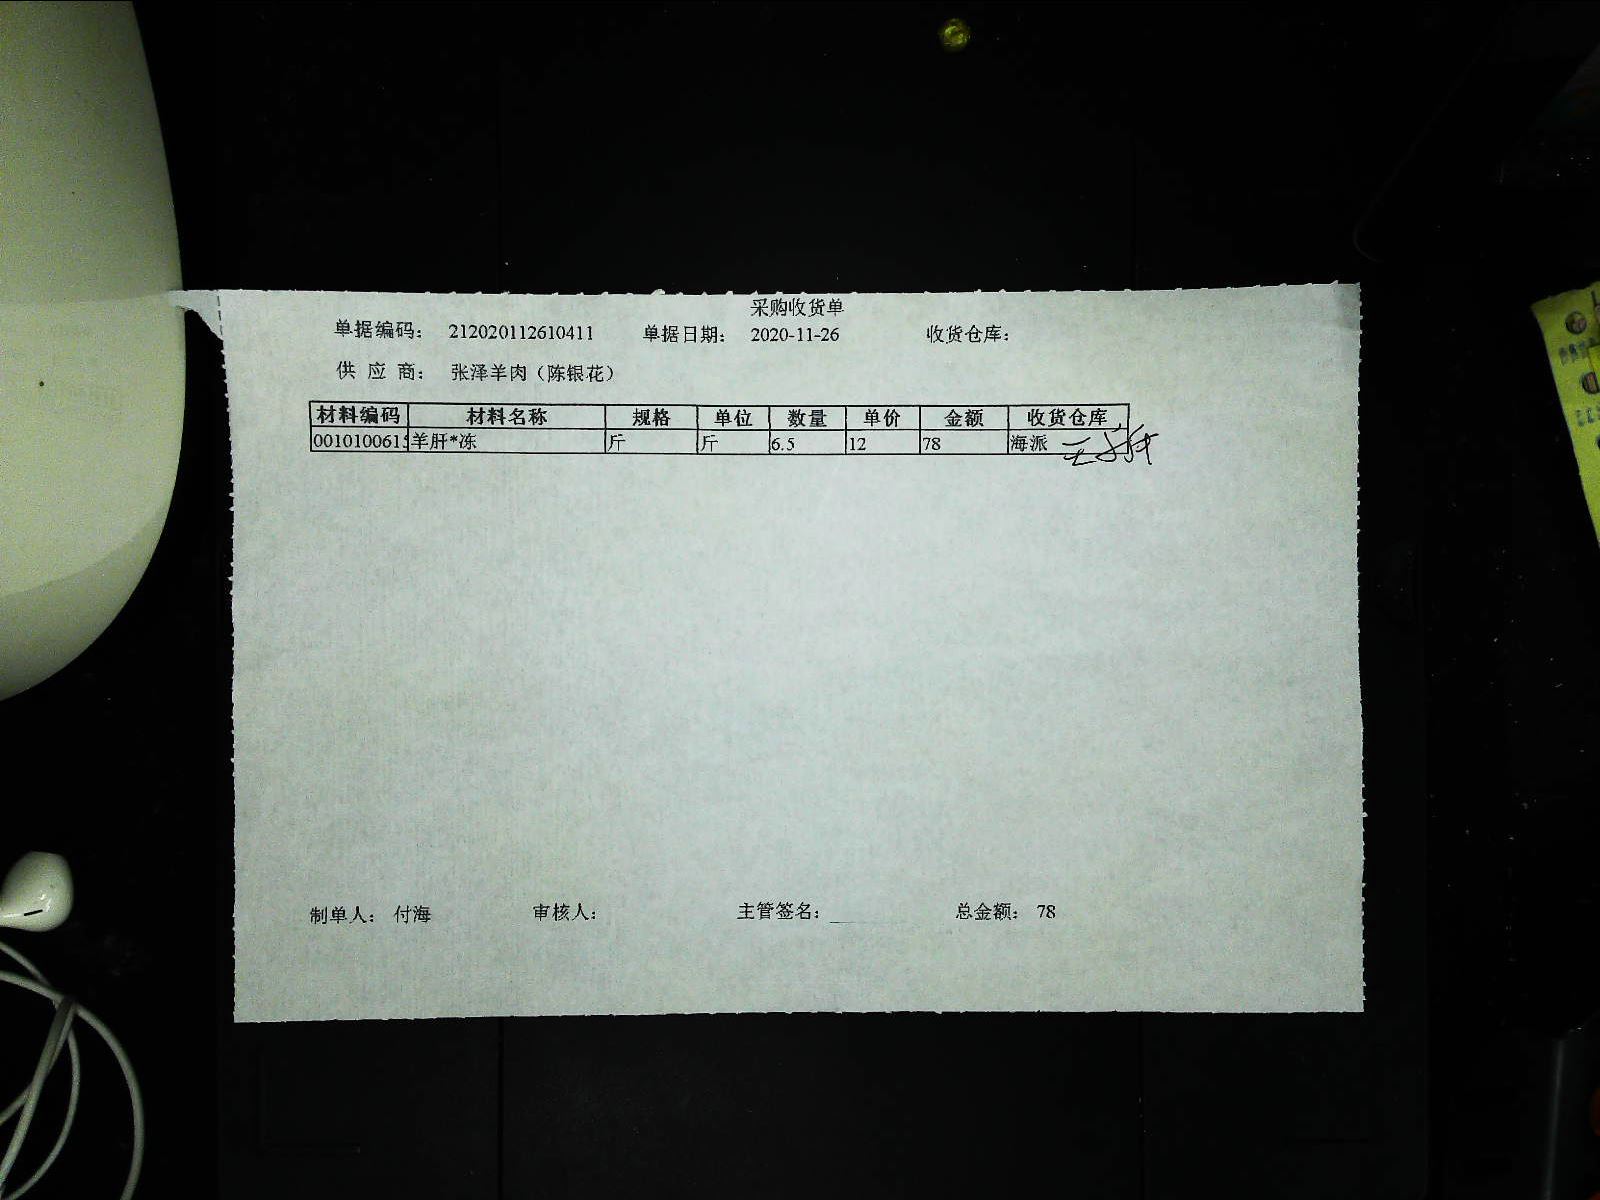 采购收货单
单据编码： 212020112610411 单据日期： 2020-11-26 收货仓库：
供 应 商： 张泽羊肉（陈银花）
材料编码 材料名称 规格 单位 数量 单价 金额 收货仓库
001010061 羊肝*冻 斤 斤 6.5 12 78 海派
制单人： 付海 审核人： 主管签名： 总金额： 78